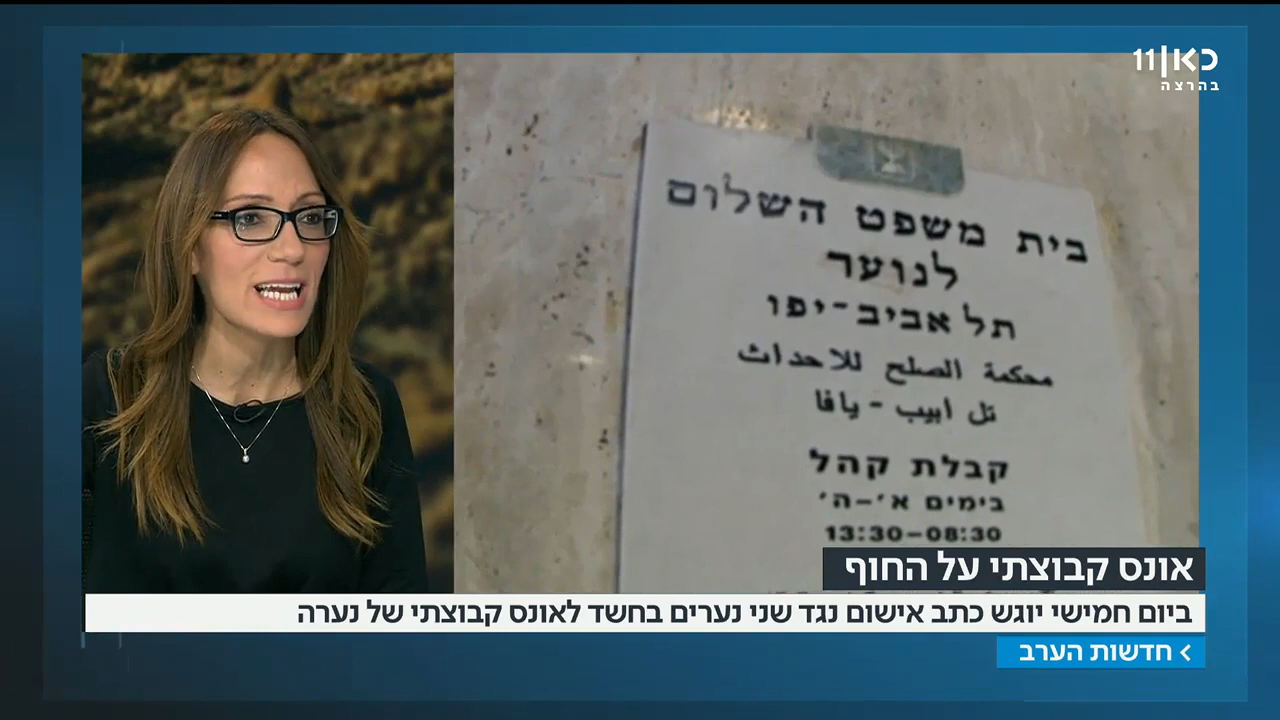 כאן 11
בהרצה
בית משפט השלום
לנוער
תל אביב-יפו
محكمة الصلح للاحداث
تل ابيب - يافا
קבלת קהל
בימים א'-ה'
13:30-08:30
אונס קבוצתי על החוף
ביום חמישי יוגש כתב אישום נגד שני נערים בחשד לאונס קבוצתי של נערה
חדשות הערב